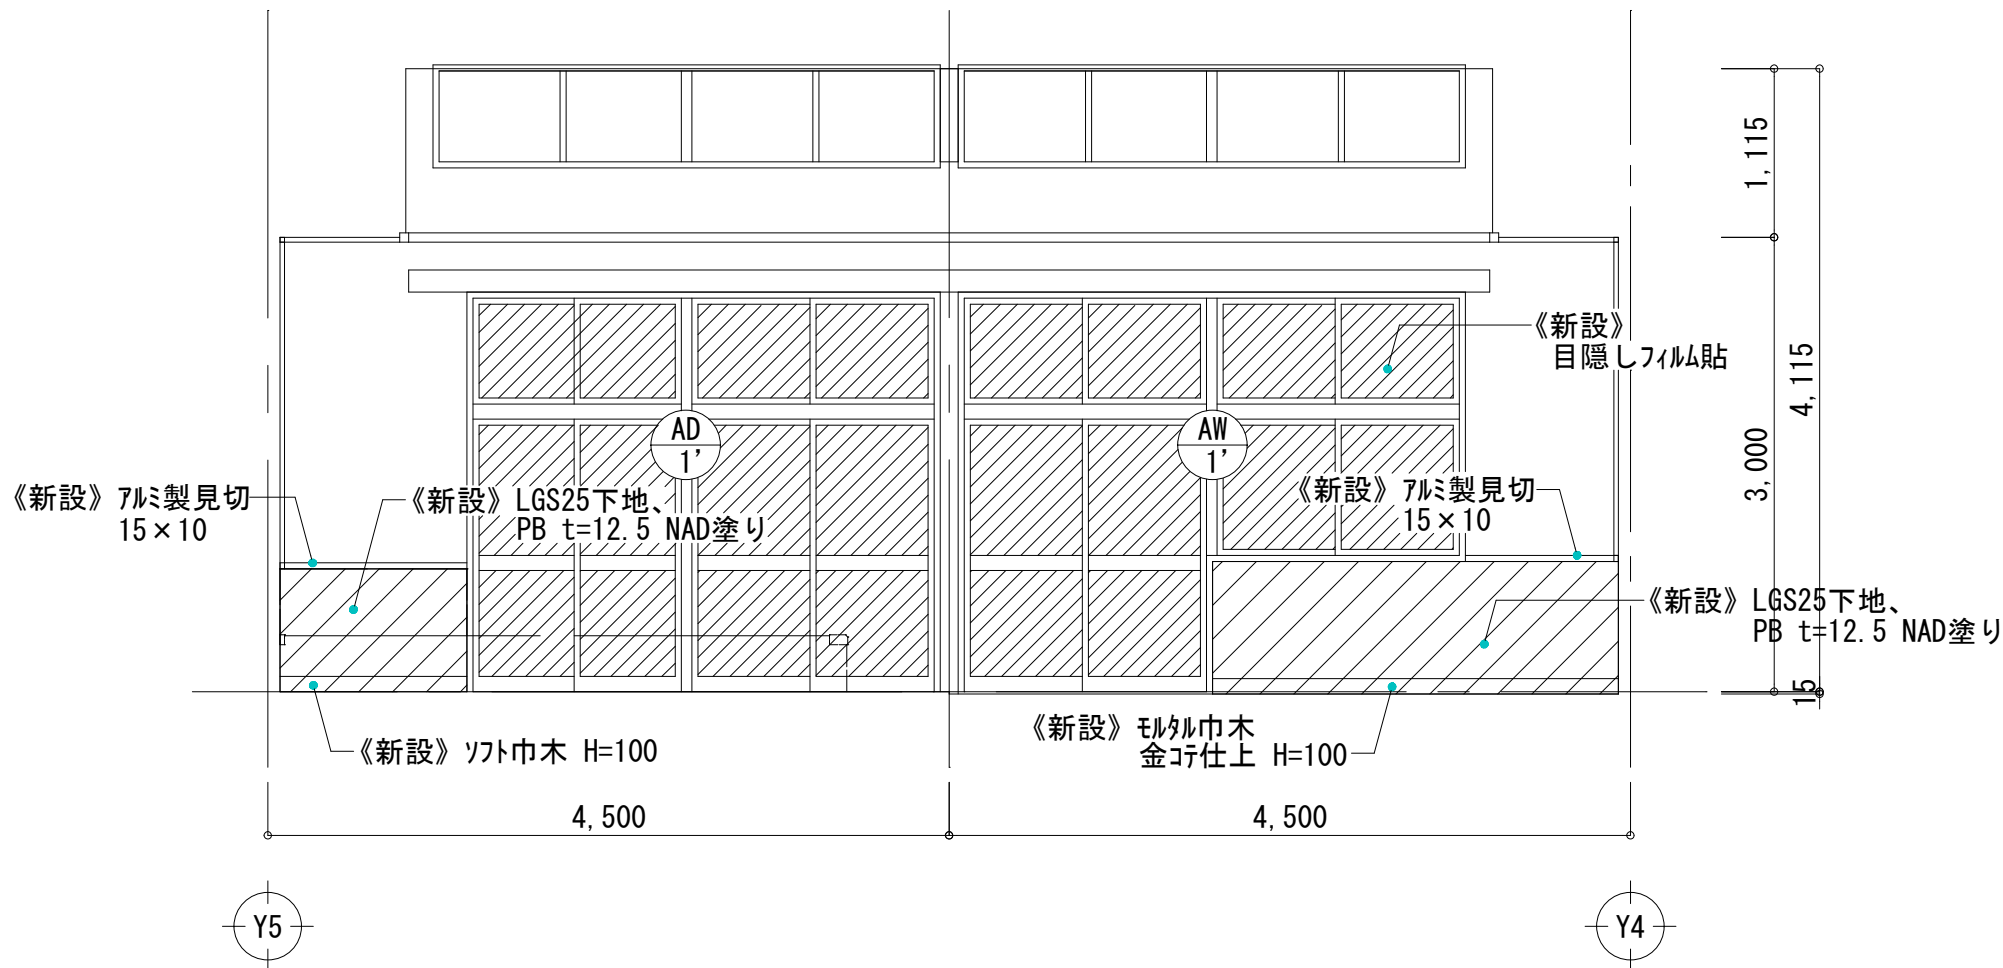 1,115
4,115
3,000
15
《新設》
目隠しフィルム貼
AD
1’
AW
1’
《新設》 アルミ製見切
15×10
《新設》 LGS25下地、
PB t=12.5 NAD塗り
《新設》 アルミ製見切
15×10
《新設》 LGS25下地、
PB t=12.5 NAD塗り
《新設》 ソフト巾木 H=100
《新設》 モルタル巾木
金コテ仕上 H=100
4,500
4,500
Y5
Y4